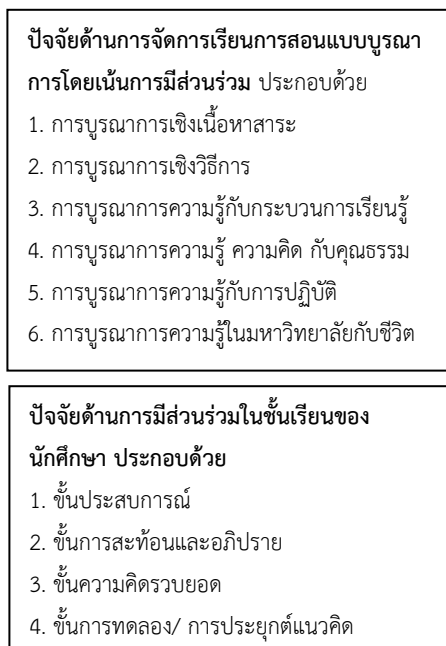 ปัจจัยด้านการจัดการเรียนการสอนแบบบูรณา
การโดยเน้นการมีส่วนร่วม ประกอบด้วย
1. การบูรณาการเชิงเนื้อหาสาระ
2. การบูรณาการเชิงวิธีการ
3. การบูรณาการความรู้กับกระบวนการเรียนรู้
4. การบูรณาการความรู้ ความคิด กับคุณธรรม
5. การบูรณาการความรู้กับการปฏิบัติ
6. การบูรณาการความรู้ในมหาวิทยาลัยกับชีวิต
ปัจจัยด้านการมีส่วนร่วมในชั้นเรียนของ
นักศึกษา ประกอบด้วย
1. ขั้นประสบการณ์
2. ขั้นการสะท้อนและอภิปราย
3. ขั้นความคิดรวบยอด
4. ขั้นการทดลอง/ การประยุกต์แนวคิด